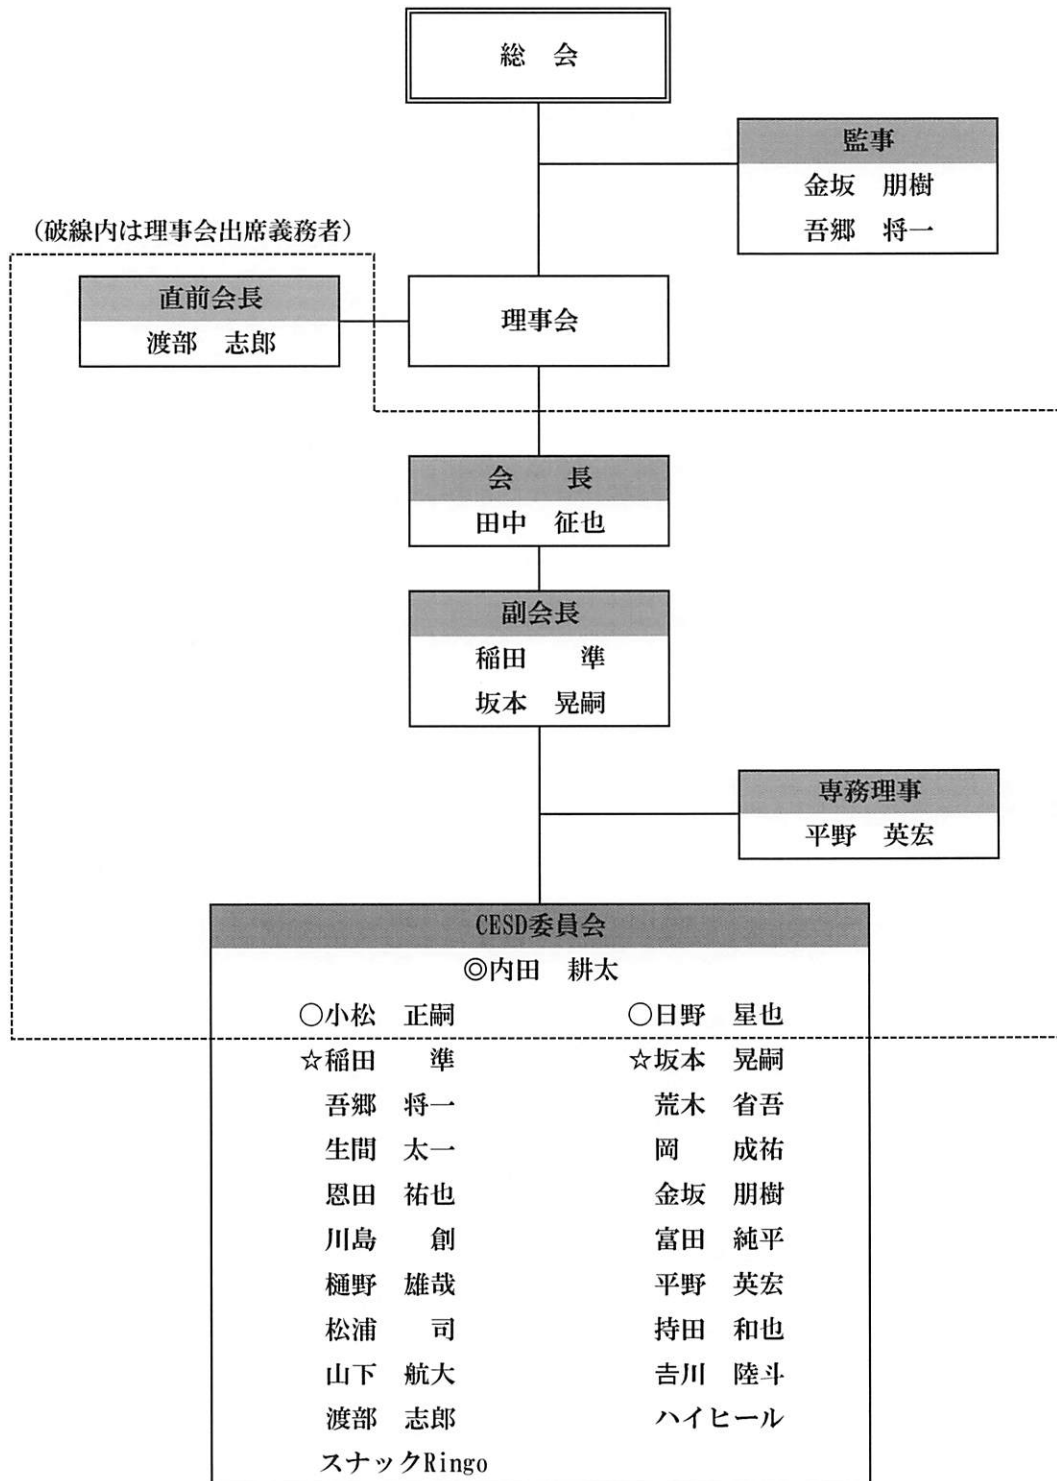 総　会
監事
金坂　朋樹
吾郷　将一
（破線内は理事会出席義務者）
直前会長
渡部　志郎
理事会
会　　長
田中　征也
副会長
稲田　　準
坂本　晃嗣
専務理事
平野　英宏
CESD委員会
◎内田　耕太
○小松　正嗣　　○日野　星也
☆稲田　　準　　☆坂本　晃嗣
吾郷　将一　　荒木　省吾
生間　太一　　岡　　成祐
恩田　祐也　　金坂　朋樹
川島　　創　　富田　純平
樋野　雄哉　　平野　英宏
松浦　　司　　持田　和也
山下　航大　　𠮷川　陸斗
渡部　志郎　　ハイヒール
スナックRingo